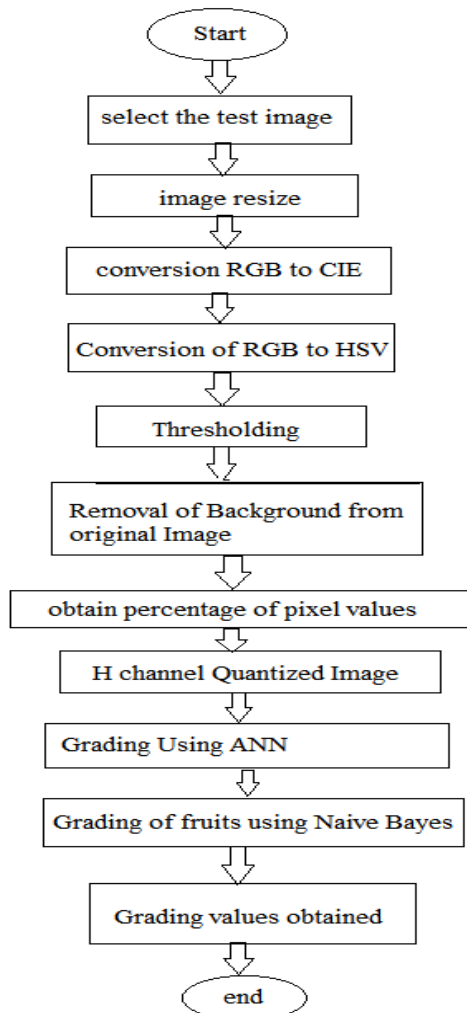 Start
select the test image
image resize
conversion RGB to CIE
Conversion of RGB to HSV
Thresholding
Removal of Background from
original Image
obtain percentage of pixel values
H channel Quantized Image
Grading Using ANN
Grading of fruits using Naive Bayes
Grading values obtained
end